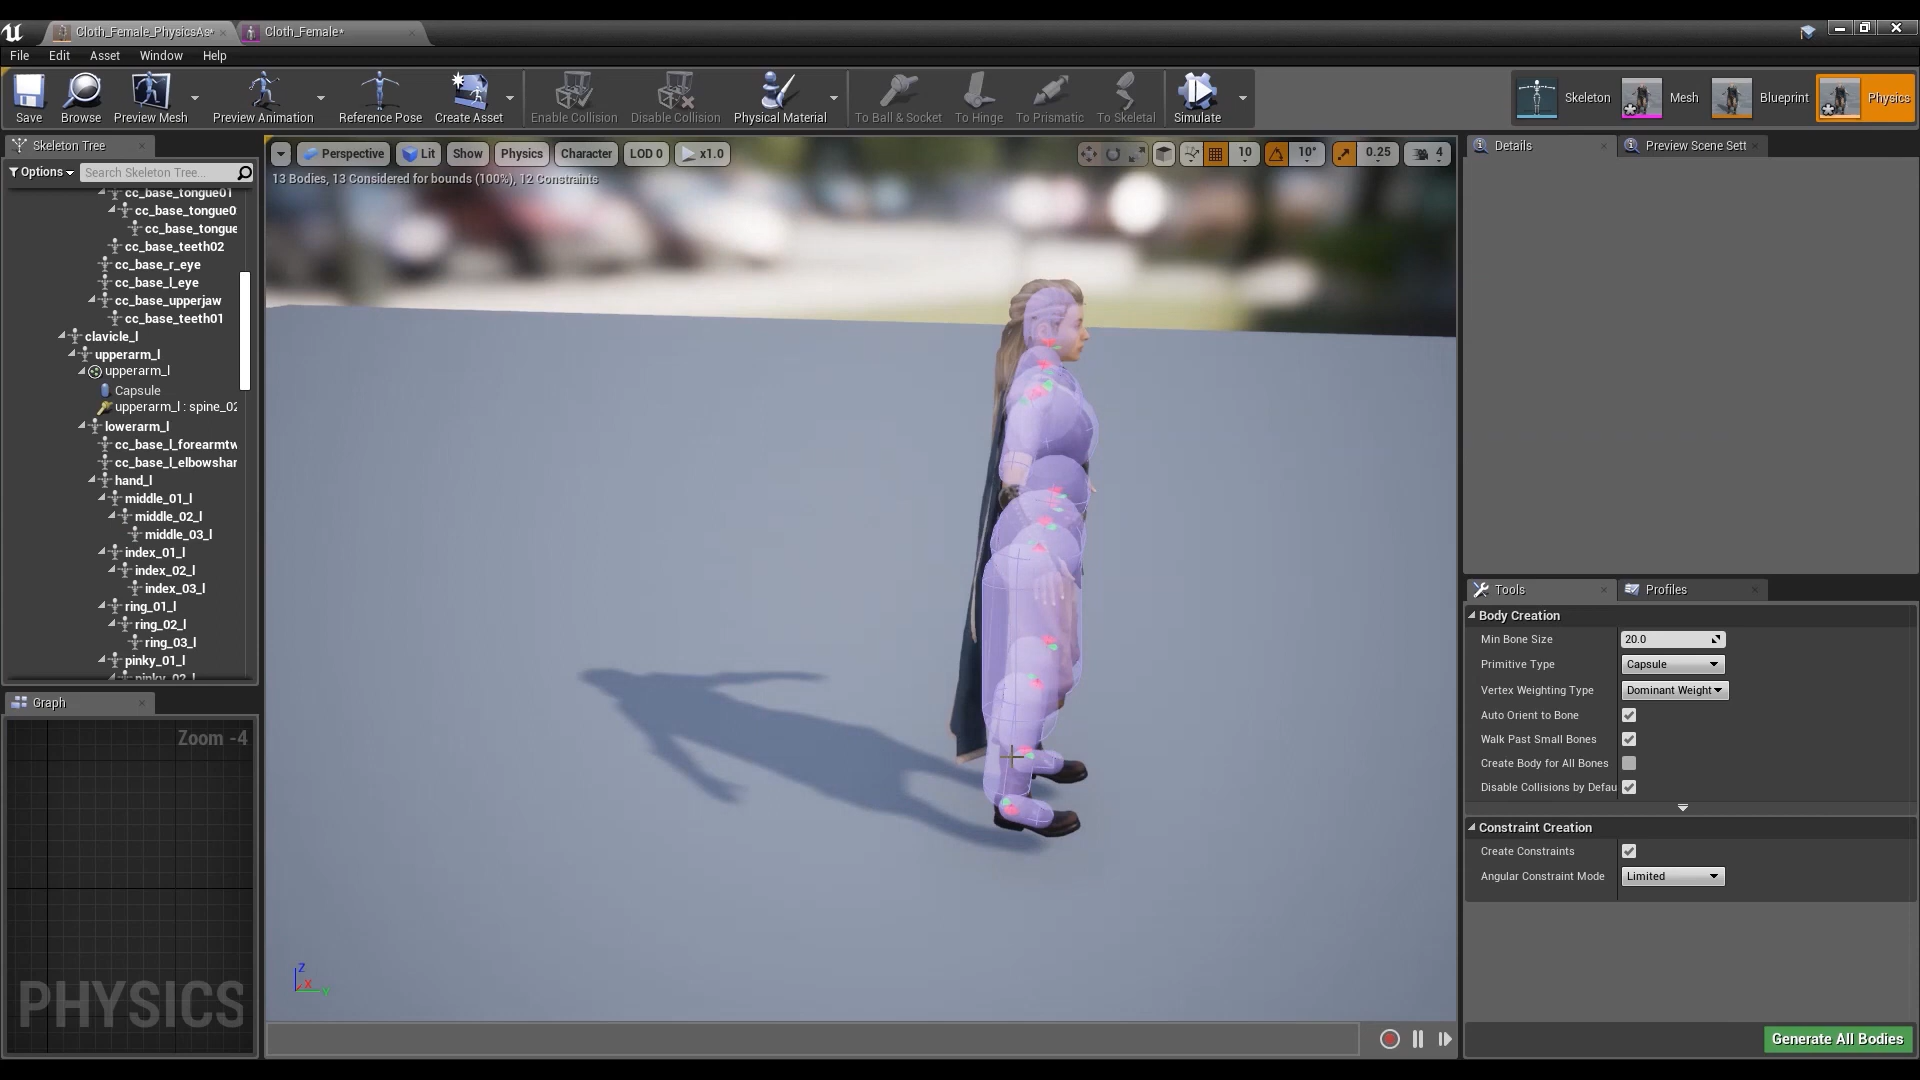 Cloth_Female_PhysicsAs*
Cloth_Female*
File Edit Asset Window Help
Save
Browse
Preview Mesh
Preview Animation
Reference Pose
Create Asset
Enable Collision
Disable Collision
Physical Material
To Ball & Socket
To Hinge
To Prismatic
To Skeletal
Simulate
Skeleton
Mesh
Blueprint
Physics
Skeleton Tree
Options
Search Skeleton Tree...
cc_base_tongue01
cc_base_tongue0
cc_base_tongue
cc_base_teeth02
cc_base_r_eye
cc_base_l_eye
cc_base_upperjaw
cc_base_teeth01
clavicle_l
upperarm_l
upperarm_l
Capsule
upperarm_l : spine_02
lowerarm_l
cc_base_l_forearmtw
cc_base_l_elbowshar
hand_l
middle_01_l
middle_02_l
middle_03_l
index_01_l
index_02_l
index_03_l
ring_01_l
ring_02_l
ring_03_l
pinky_01_l
pinky_02_l
Graph
Zoom -4
PHYSICS
Perspective
Lit
Show
Physics
Character
LOD 0
x1.0
10
10°
0.25
4
13 Bodies, 13 Considered for bounds (100%), 12 Constraints
Z
X
Y
Details
Preview Scene Sett
Tools
Profiles
Body Creation
Min Bone Size
20.0
Primitive Type
Capsule
Vertex Weighting Type
Dominant Weight
Auto Orient to Bone
Walk Past Small Bones
Create Body for All Bones
Disable Collisions by Defau
Constraint Creation
Create Constraints
Angular Constraint Mode
Limited
Generate All Bodies